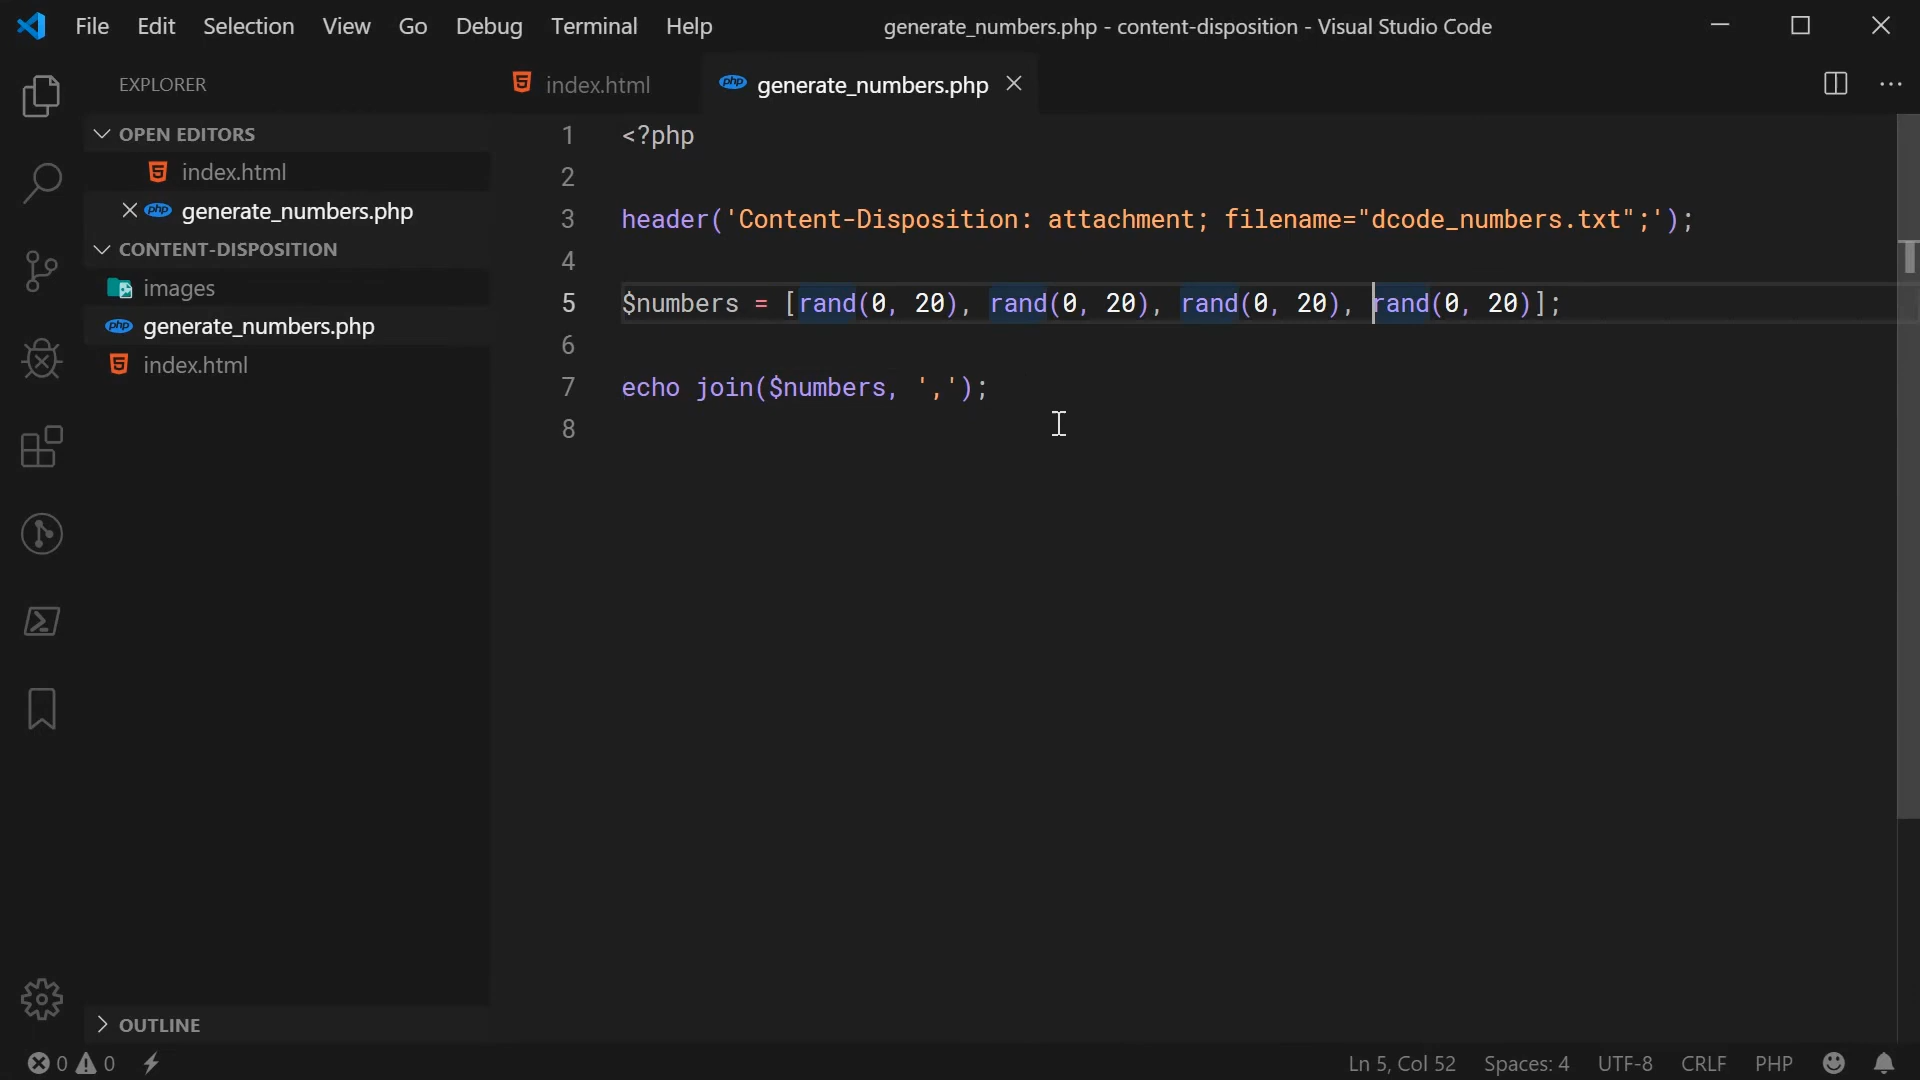 File Edit Selection View Go Debug Terminal Help
generate_numbers.php - content-disposition - Visual Studio Code
EXPLORER
OPEN EDITORS
index.html
generate_numbers.php
CONTENT-DISPOSITION
images
generate_numbers.php
index.html
OUTLINE
index.html
generate_numbers.php
1 <?php
2
3 header('Content-Disposition: attachment; filename="dcode_numbers.txt";');
4
5 $numbers = [rand(0, 20), rand(0, 20), rand(0, 20), rand(0, 20)];
6
7 echo join($numbers, ',');
8
0 0
Ln 5, Col 52 Spaces: 4 UTF-8 CRLF PHP